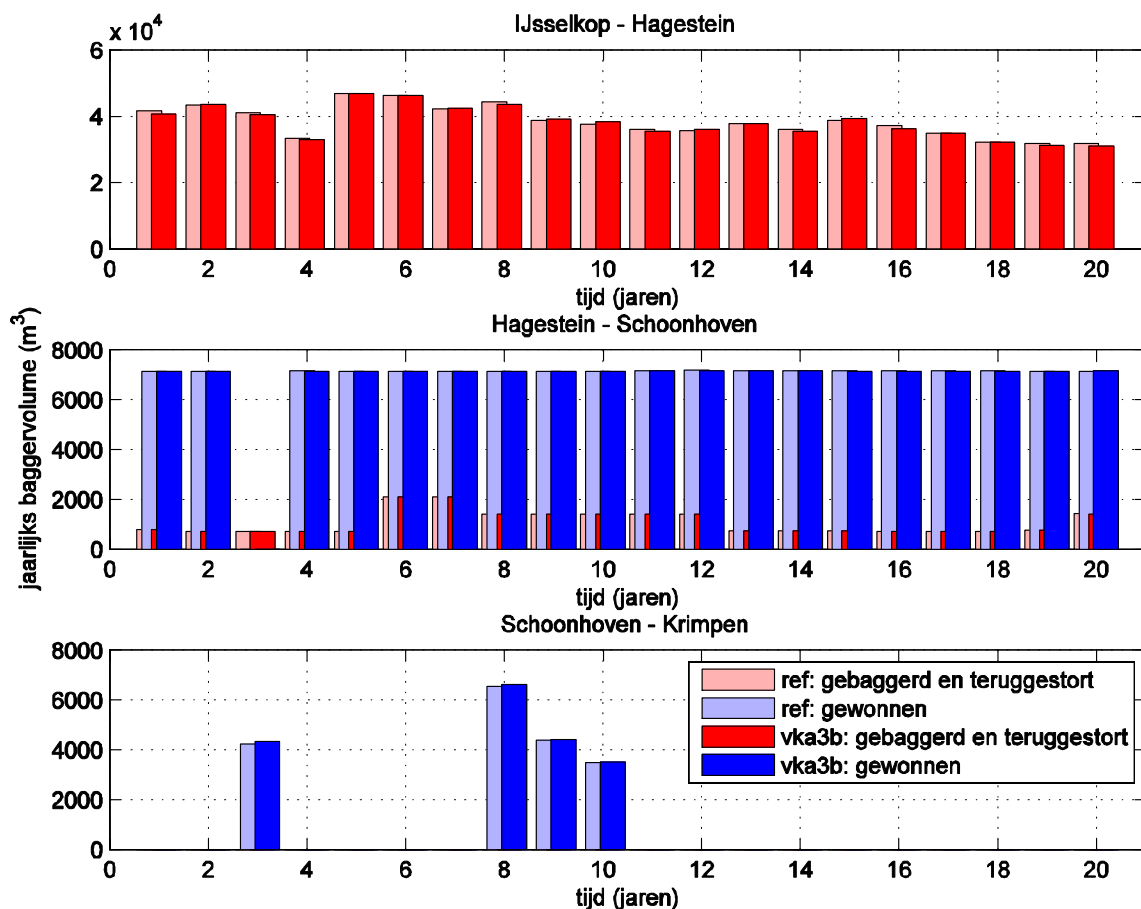 IJsselkop - Hagestein
x 10^4
6
4
2
0
0 2 4 6 8 10 12 14 16 18 20
tijd (jaren)
Hagestein - Schoonhoven
jaarlijks baggervolume (m^3)
8000
6000
4000
2000
0
0 2 4 6 8 10 12 14 16 18 20
tijd (jaren)
Schoonhoven - Krimpen
8000
6000
4000
2000
0
ref: gebaggerd en teruggestort
ref: gewonnen
vka3b: gebaggerd en teruggestort
vka3b: gewonnen
0 2 4 6 8 10 12 14 16 18 20
tijd (jaren)